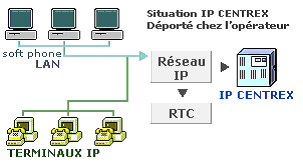 Situation IP CENTREX
Déporté chez l'opérateur
soft phone
LAN
Réseau
IP
IP CENTREX
RTC
TERMINAUX IP